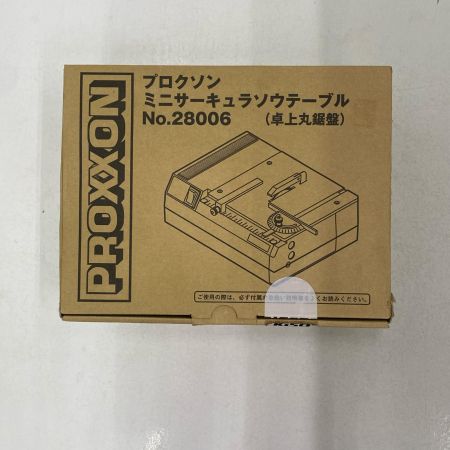 PROXXON
プロクソン
ミニサーキュラソウテーブル
No.28006 (卓上丸鋸盤)
ご使用の際は、必ず付属の取扱い説明書をよくお読みください。